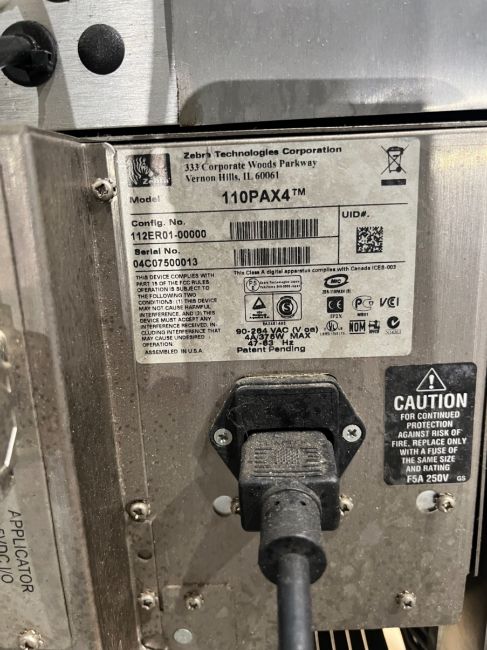 Zebra Technologies Corporation
333 Corporate Woods Parkway
Vernon Hills, IL 60061
Zebra
Model 110PAX4™
Config. No.
112ER01-00000
UID#.
Serial No.
04C07500013
This Class A digital apparatus complies with Canada ICES-003
THIS DEVICE COMPLIES WITH
PART 15 OF THE FCC RULES
OPERATION IS SUBJECT TO
THE FOLLOWING TWO
CONDITIONS: (1) THIS DEVICE
MAY NOT CAUSE HARMFUL
INTERFERENCE, AND (2) THIS
DEVICE MUST ACCEPT ANY
INTERFERENCE RECEIVED, IN-
CLUDING INTERFERENCE THAT
MAY CAUSE UNDESIRED
OPERATION.
ASSEMBLED IN U.S.A.
VCI
NOM
90-264 VAC (V~)
4A/375W MAX
47-63 Hz
Patent Pending
CAUTION
FOR CONTINUED
PROTECTION
AGAINST RISK OF
FIRE, REPLACE ONLY
WITH A FUSE OF
THE SAME SIZE
AND RATING
F5A 250V GS
APPLICATOR
5VDC I/O